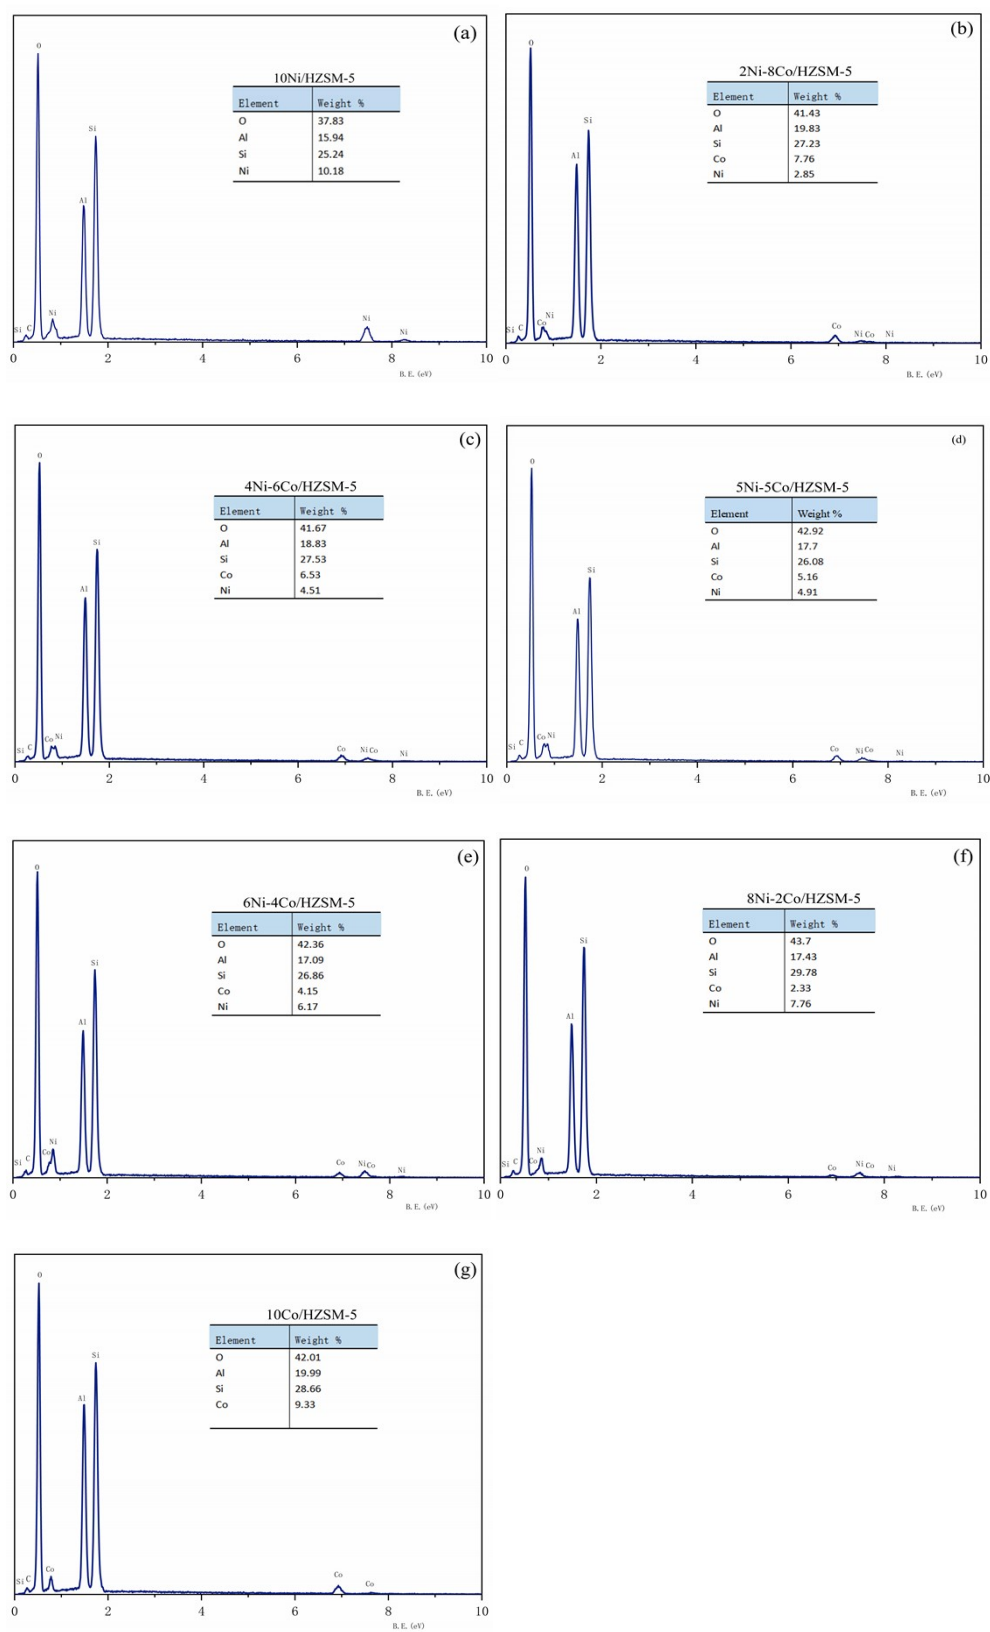 (a)
O
10Ni/HZSM-5
Element Weight %
O 37.83
Al 15.94
Si 25.24
Ni 10.18
Si
Al
Ni
Si C
Ni
Ni
0 2 4 6 8 10
B.E. (eV)
(b)
O
2Ni-8Co/HZSM-5
Element Weight %
O 41.43
Al 19.83
Si 27.23
Co 7.76
Ni 2.85
Si
Al
Ni
Co
Si C
Co
Ni Co Ni
0 2 4 6 8 10
B.E. (eV)
(c)
O
4Ni-6Co/HZSM-5
Element Weight %
O 41.67
Al 18.83
Si 27.53
Co 6.53
Ni 4.51
Si
Al
Co Ni
Si C
Co Ni Co Ni
0 2 4 6 8 10
B.E. (eV)
(d)
O
5Ni-5Co/HZSM-5
Element Weight %
O 42.92
Al 17.7
Si 26.08
Co 5.16
Ni 4.91
Si
Al
Co Ni
Si C
Co Ni Co Ni
0 2 4 6 8 10
B.E. (eV)
(e)
O
6Ni-4Co/HZSM-5
Element Weight %
O 42.36
Al 17.09
Si 26.86
Co 4.15
Ni 6.17
Si
Al
Ni
Co
Si C
Co Ni Co Ni
0 2 4 6 8 10
B.E. (eV)
(f)
O
8Ni-2Co/HZSM-5
Element Weight %
O 43.7
Al 17.43
Si 29.78
Co 2.33
Ni 7.76
Si
Al
Ni
Si C Co
Co Ni Co Ni
0 2 4 6 8 10
B.E. (eV)
(g)
O
10Co/HZSM-5
Element Weight %
O 42.01
Al 19.99
Si 28.66
Co 9.33
Si
Al
Co
Si C
Co
Co
0 2 4 6 8 10
B.E. (eV)